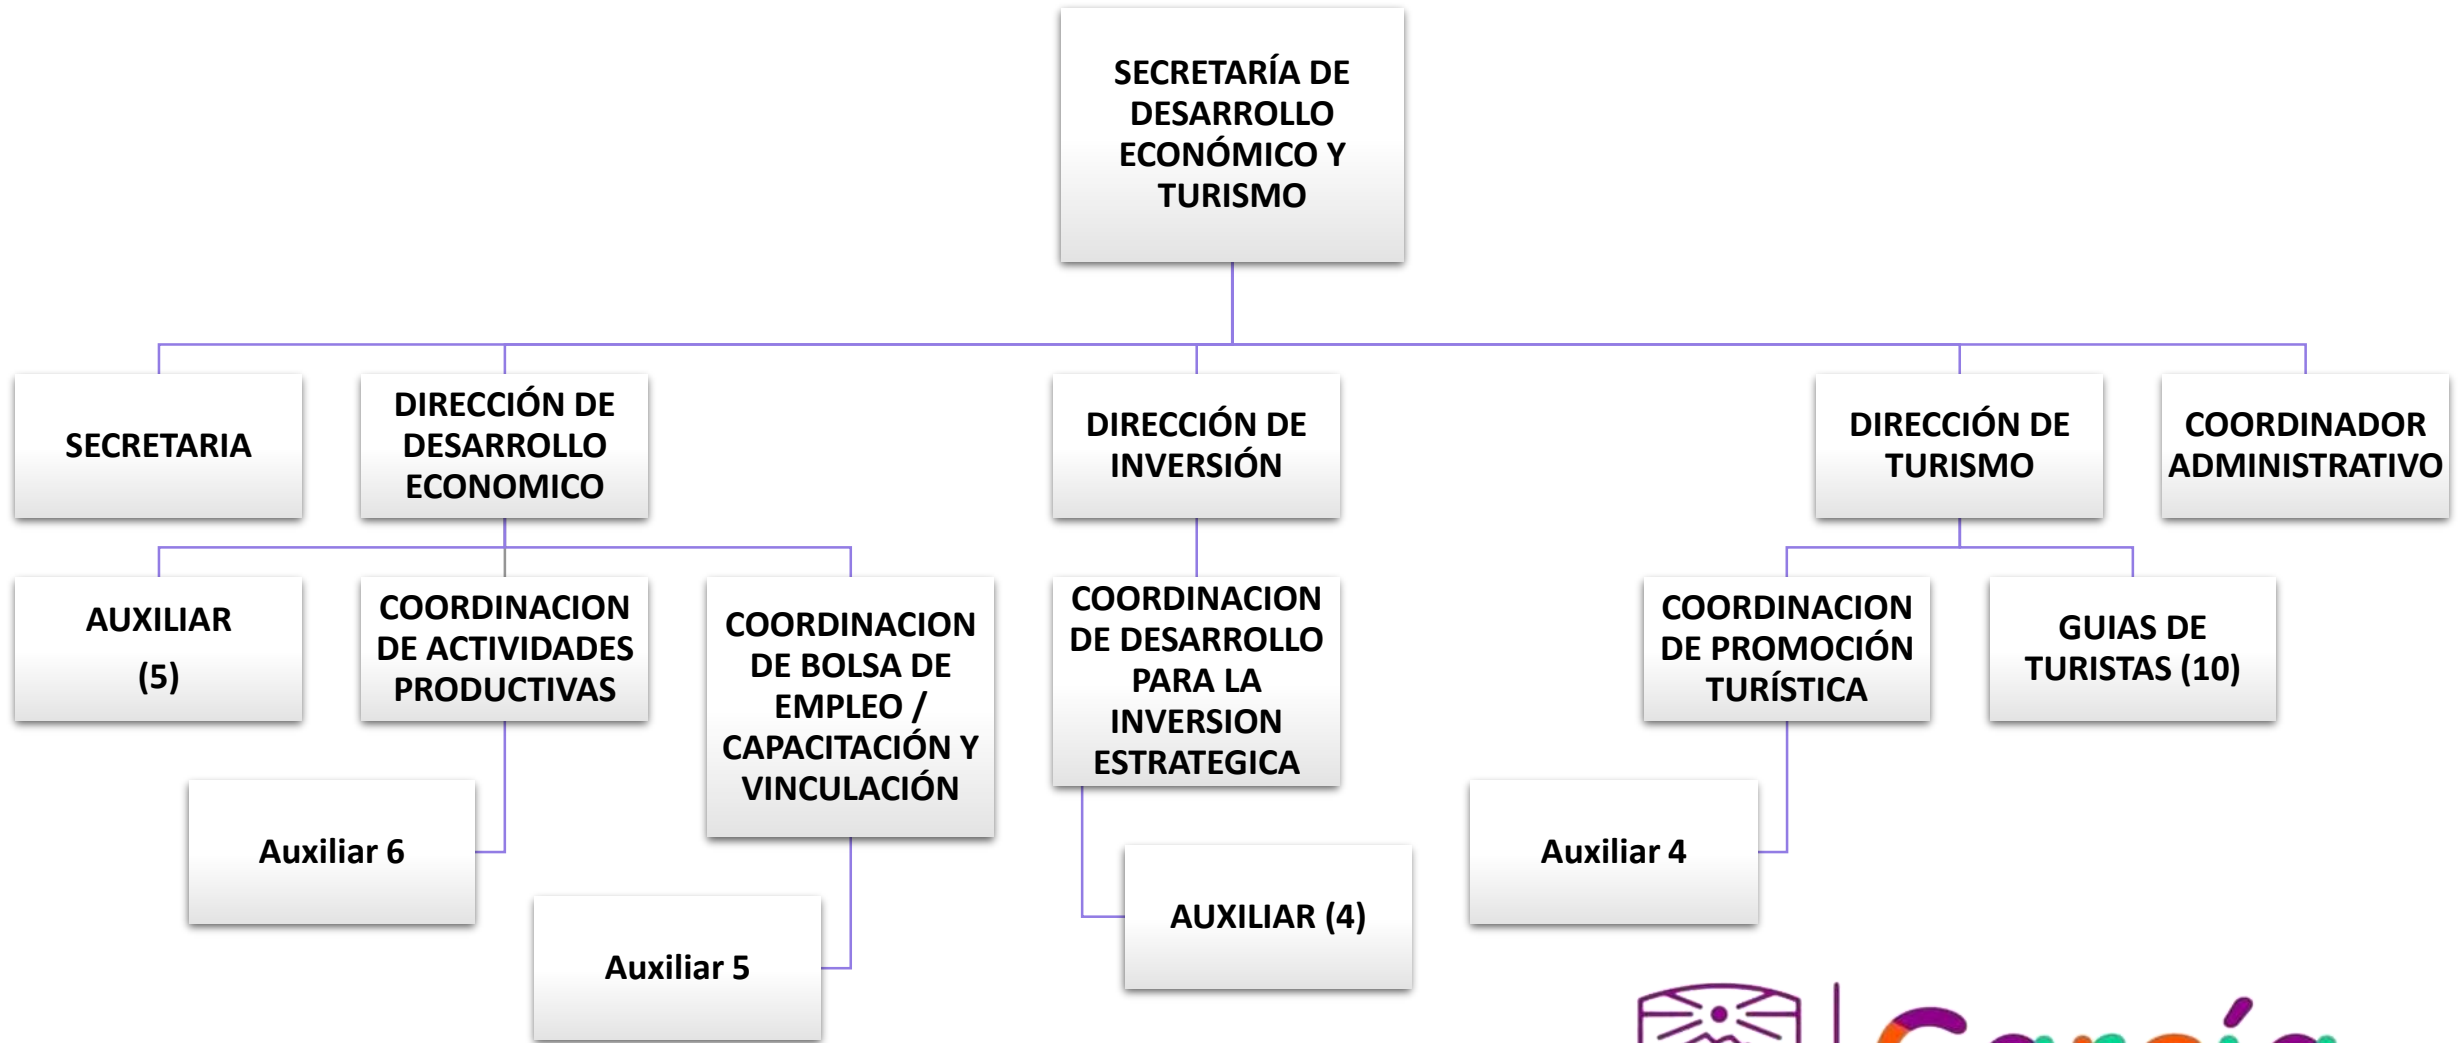 SECRETARÍA DE
DESARROLLO
ECONÓMICO Y
TURISMO
SECRETARIA
DIRECCIÓN DE
DESARROLLO
ECONOMICO
DIRECCIÓN DE
INVERSIÓN
DIRECCIÓN DE
TURISMO
COORDINADOR
ADMINISTRATIVO
AUXILIAR
(5)
COORDINACION
DE ACTIVIDADES
PRODUCTIVAS
COORDINACION
DE BOLSA DE
EMPLEO /
CAPACITACIÓN Y
VINCULACIÓN
COORDINACION
DE DESARROLLO
PARA LA
INVERSION
ESTRATEGICA
COORDINACION
DE PROMOCIÓN
TURÍSTICA
GUIAS DE
TURISTAS (10)
Auxiliar 6
Auxiliar 5
AUXILIAR (4)
Auxiliar 4
García